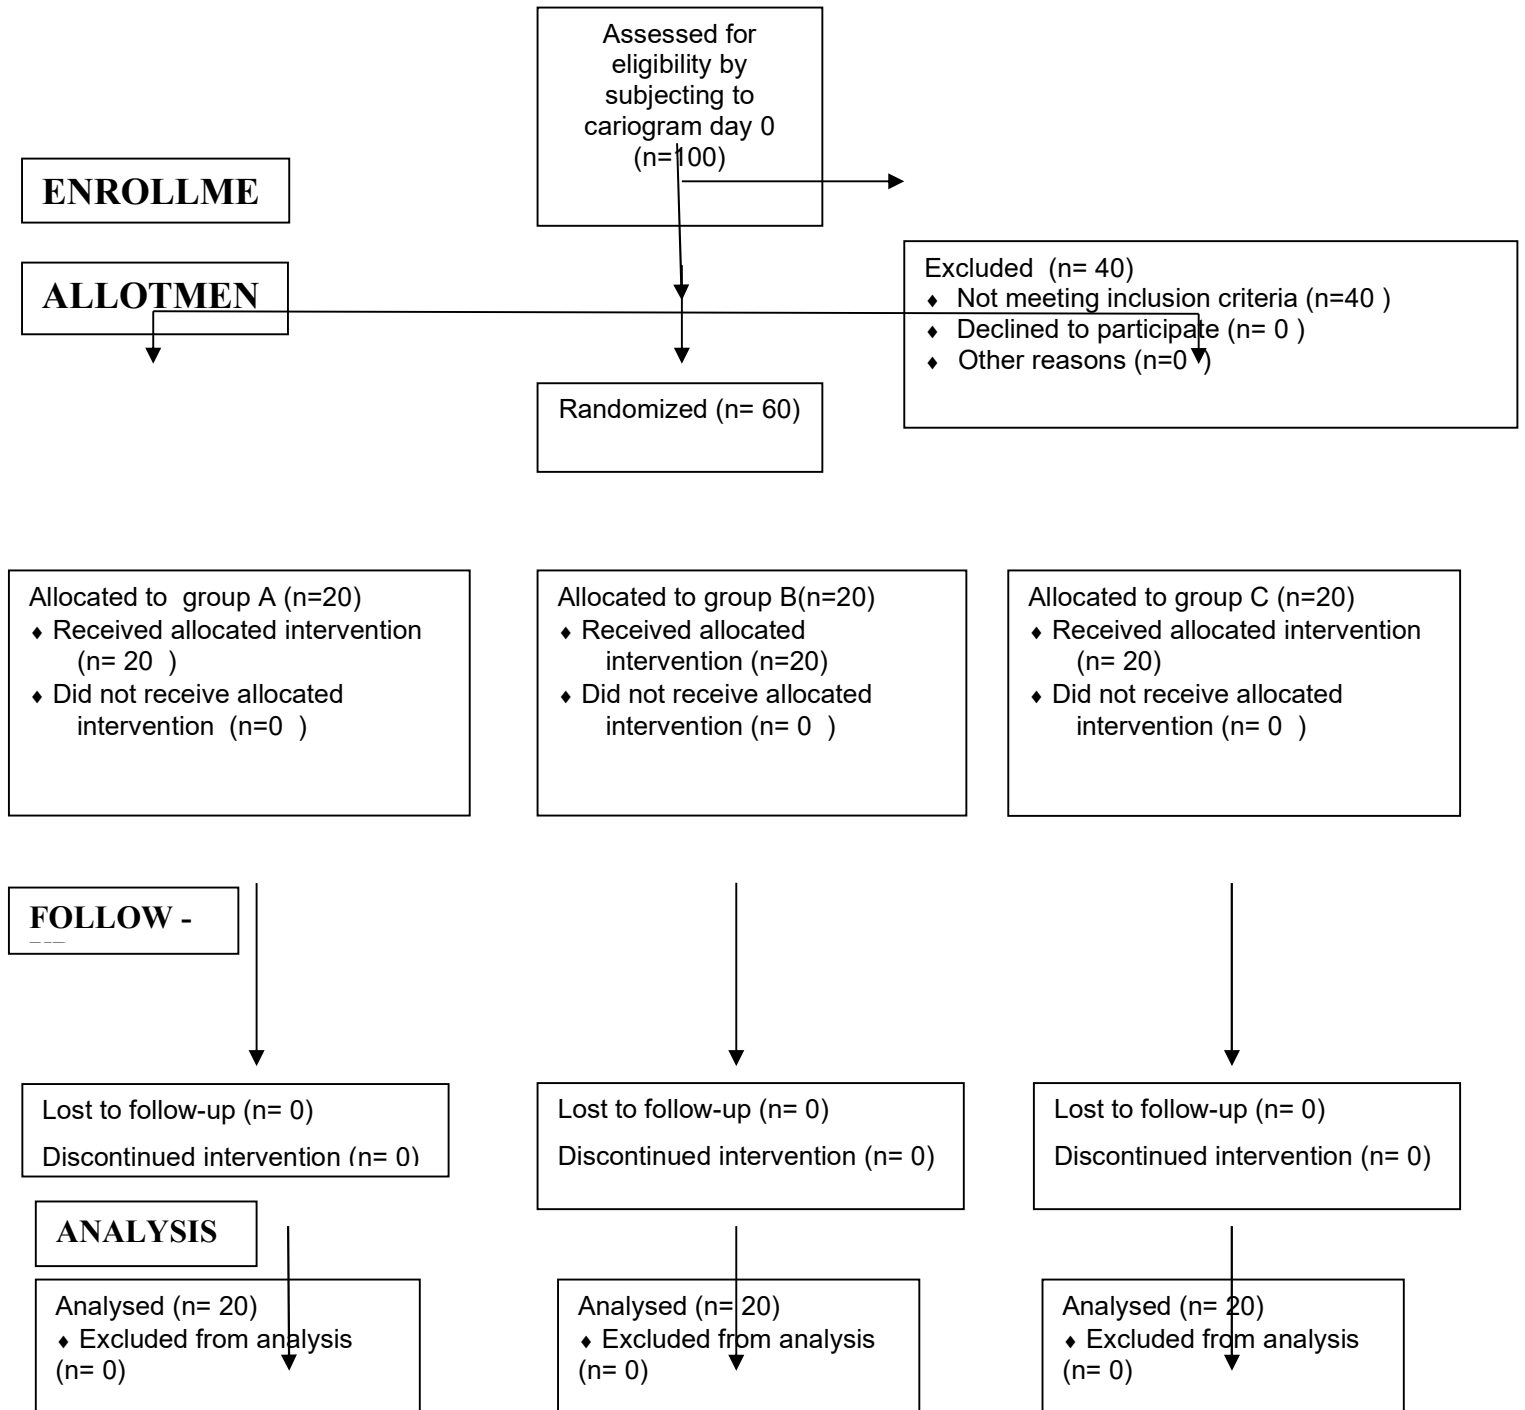 Assessed for
eligibility by
subjecting to
cariogram day 0
(n=100)
ENROLLME
ALLOTMEN
Excluded  (n= 40)
♦ Not meeting inclusion criteria (n=40 )
♦ Declined to participate (n= 0 )
♦ Other reasons (n=0 )
Randomized (n= 60)
Allocated to  group A (n=20)
♦ Received allocated intervention
(n= 20  )
♦ Did not receive allocated
intervention  (n=0  )
Allocated to group B(n=20)
♦ Received allocated
intervention (n=20)
♦ Did not receive allocated
intervention (n= 0  )
Allocated to group C (n=20)
♦ Received allocated intervention
(n= 20)
♦ Did not receive allocated
intervention (n= 0  )
FOLLOW -
Lost to follow-up (n= 0)
Discontinued intervention (n= 0)
Lost to follow-up (n= 0)
Discontinued intervention (n= 0)
Lost to follow-up (n= 0)
Discontinued intervention (n= 0)
ANALYSIS
Analysed (n= 20)
♦ Excluded from analysis
(n= 0)
Analysed (n= 20)
♦ Excluded from analysis
(n= 0)
Analysed (n= 20)
♦ Excluded from analysis
(n= 0)